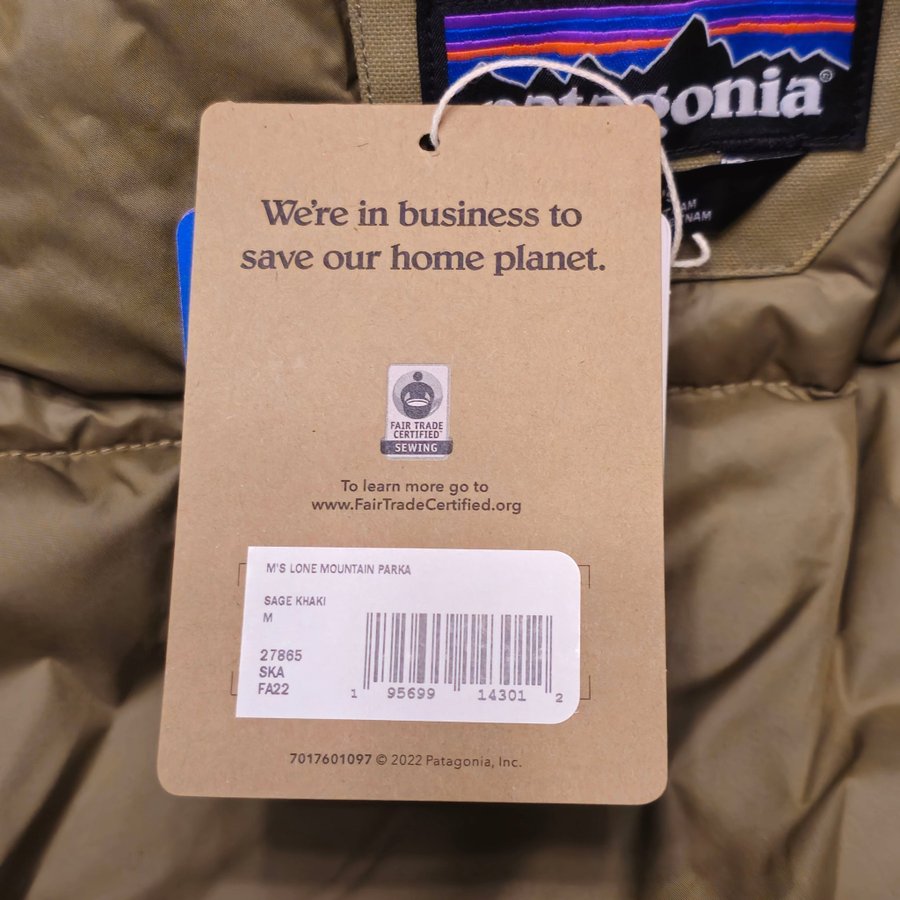 patagonia®
We're in business to
save our home planet.
FAIR TRADE
CERTIFIED™
SEWING
To learn more go to
www.FairTradeCertified.org
M'S LONE MOUNTAIN PARKA
SAGE KHAKI
M
27865
SKA
FA22
1 95699 14301 2
7017601097 © 2022 Patagonia, Inc.